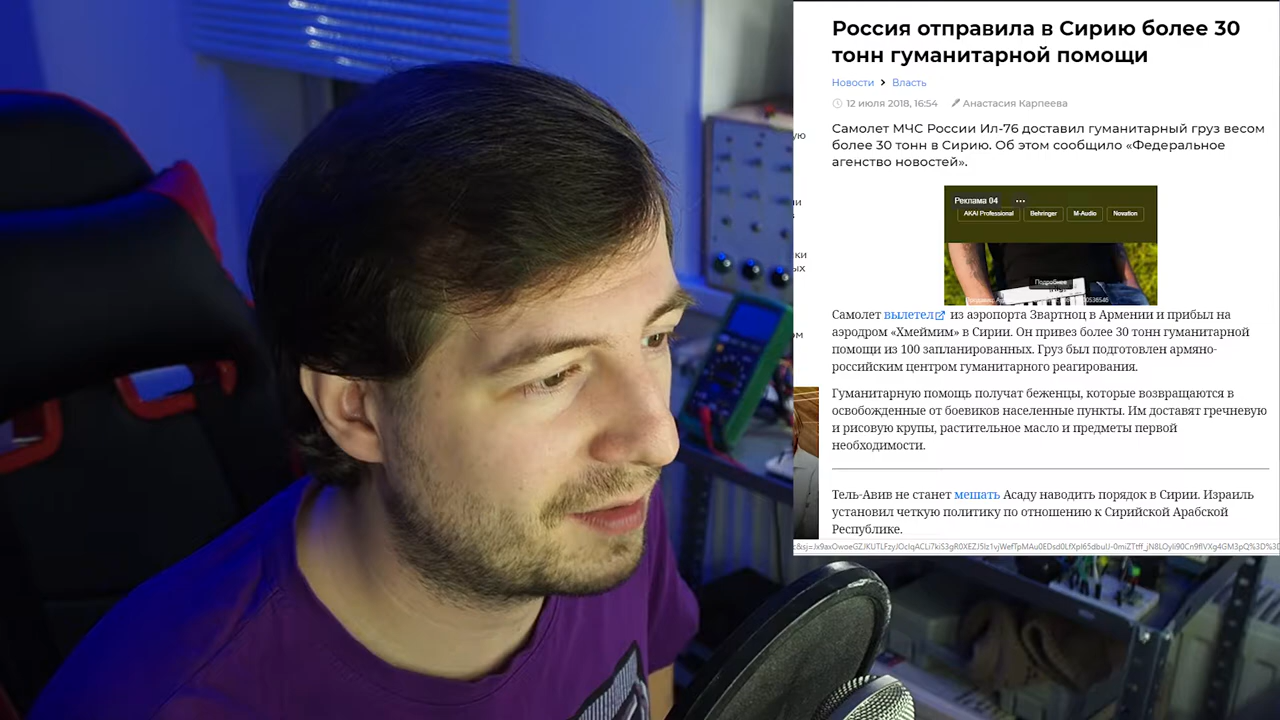 Россия отправила в Сирию более 30
тонн гуманитарной помощи
Новости > Власть
12 июля 2018, 16:54 Анастасия Карпеева
Самолет МЧС России Ил-76 доставил гуманитарный груз весом
более 30 тонн в Сирию. Об этом сообщило «Федеральное
агенство новостей».
Реклама 04 ...
AKAI Professional Behringer M-Audio Novation
Подробнее
Самолет вылетел из аэропорта Звартноц в Армении и прибыл на
аэродром «Хмеймим» в Сирии. Он привез более 30 тонн гуманитарной
помощи из 100 запланированных. Груз был подготовлен армяно-
российским центром гуманитарного реагирования.
Гуманитарную помощь получат беженцы, которые возвращаются в
освобожденные от боевиков населенные пункты. Им доставят гречневую
и рисовую крупы, растительное масло и предметы первой
необходимости.
Тель-Авив не станет мешать Асаду наводить порядок в Сирии. Израиль
установил четкую политику по отношению к Сирийской Арабской
Республике.